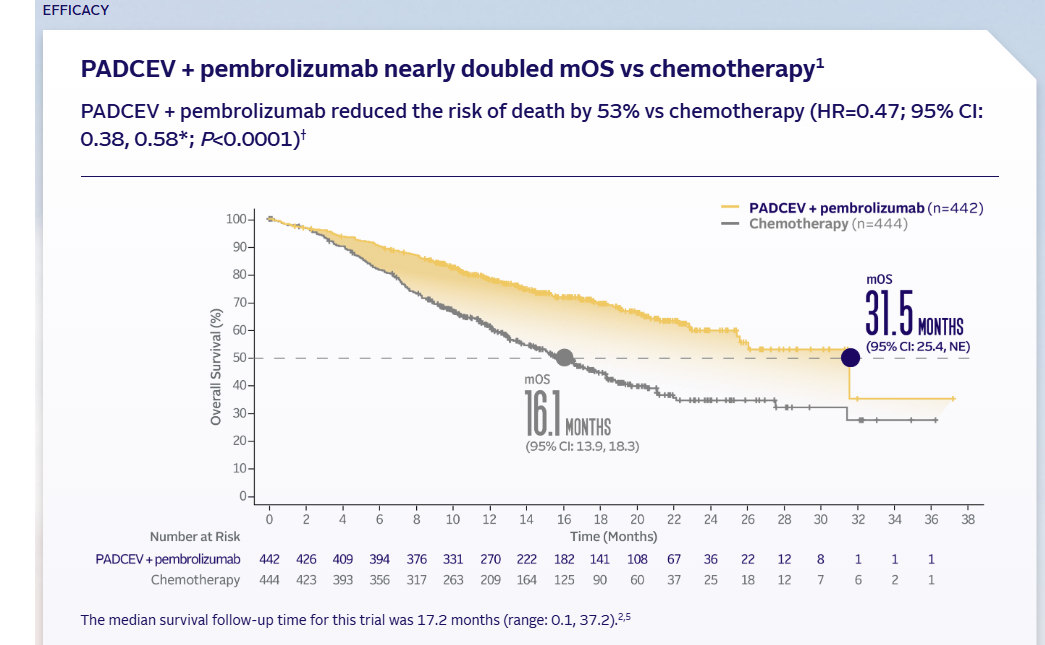 EFFICACY
PADCEV + pembrolizumab nearly doubled mOS vs chemotherapy¹
PADCEV + pembrolizumab reduced the risk of death by 53% vs chemotherapy (HR=0.47; 95% CI:
0.38, 0.58*; P<0.0001)†
PADCEV + pembrolizumab (n=442)
Chemotherapy (n=444)
Overall Survival (%)
100
90
80
70
60
50
40
30
20
10
0
mOS
31.5 MONTHS
(95% CI: 25.4, NE)
mOS
16.1 MONTHS
(95% CI: 13.9, 18.3)
0 2 4 6 8 10 12 14 16 18 20 22 24 26 28 30 32 34 36 38
Number at Risk
Time (Months)
PADCEV + pembrolizumab 442 426 409 394 376 331 270 222 182 141 108 67 36 22 12 8 1 1 1
Chemotherapy 444 423 393 356 317 263 209 164 125 90 60 37 25 18 12 7 6 2 1
The median survival follow-up time for this trial was 17.2 months (range: 0.1, 37.2).²,⁵